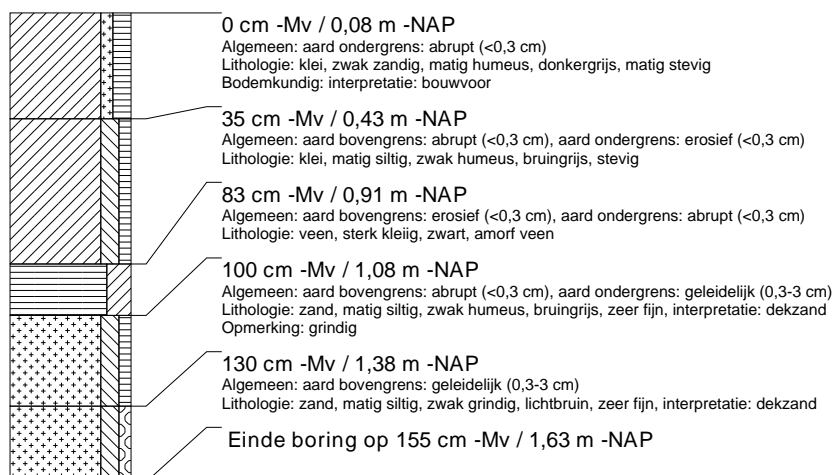 0 cm -Mv / 0,08 m -NAP
Algemeen: aard ondergrens: abrupt (<0,3 cm)
Lithologie: klei, zwak zandig, matig humeus, donkergrijs, matig stevig
Bodemkundig: interpretatie: bouwvoor
35 cm -Mv / 0,43 m -NAP
Algemeen: aard bovengrens: abrupt (<0,3 cm), aard ondergrens: erosief (<0,3 cm)
Lithologie: klei, matig siltig, zwak humeus, bruingrijs, stevig
83 cm -Mv / 0,91 m -NAP
Algemeen: aard bovengrens: erosief (<0,3 cm), aard ondergrens: abrupt (<0,3 cm)
Lithologie: veen, sterk kleiig, zwart, amorf veen
100 cm -Mv / 1,08 m -NAP
Algemeen: aard bovengrens: abrupt (<0,3 cm), aard ondergrens: geleidelijk (0,3-3 cm)
Lithologie: zand, matig siltig, zwak humeus, bruingrijs, zeer fijn, interpretatie: dekzand
Opmerking: grindig
130 cm -Mv / 1,38 m -NAP
Algemeen: aard bovengrens: geleidelijk (0,3-3 cm)
Lithologie: zand, matig siltig, zwak grindig, lichtbruin, zeer fijn, interpretatie: dekzand
Einde boring op 155 cm -Mv / 1,63 m -NAP